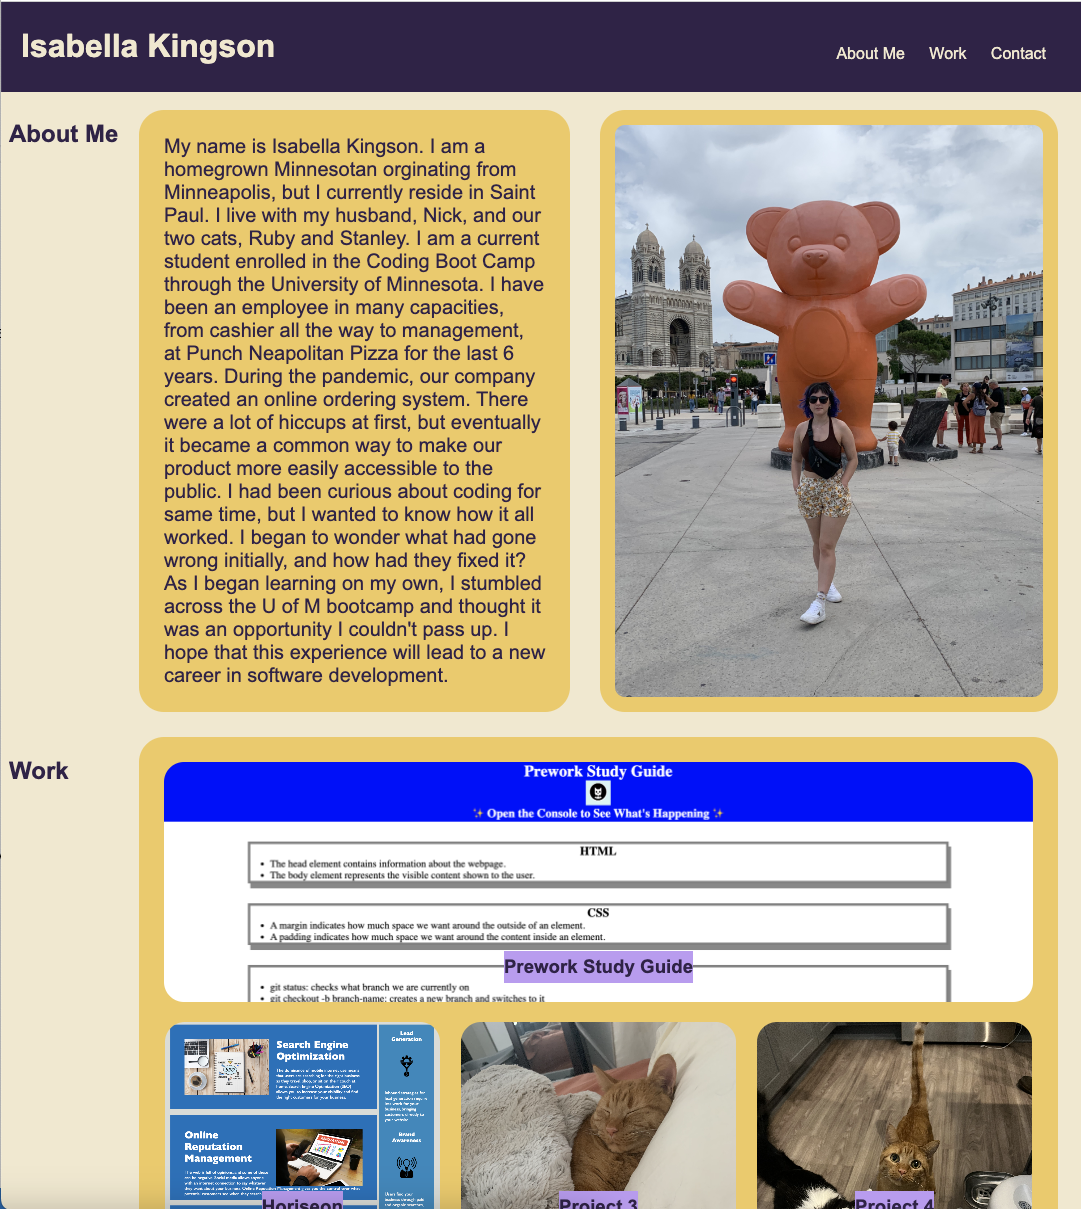 Isabella Kingson
About Me
Work
Contact
About Me
My name is Isabella Kingson. I am a
homegrown Minnesotan orginating from
Minneapolis, but I currently reside in Saint
Paul. I live with my husband, Nick, and our
two cats, Ruby and Stanley. I am a current
student enrolled in the Coding Boot Camp
through the University of Minnesota. I have
been an employee in many capacities,
from cashier all the way to management,
at Punch Neapolitan Pizza for the last 6
years. During the pandemic, our company
created an online ordering system. There
were a lot of hiccups at first, but eventually
it became a common way to make our
product more easily accessible to the
public. I had been curious about coding for
same time, but I wanted to know how it all
worked. I began to wonder what had gone
wrong initially, and how had they fixed it?
As I began learning on my own, I stumbled
across the U of M bootcamp and thought it
was an opportunity I couldn't pass up. I
hope that this experience will lead to a new
career in software development.
Work
Prework Study Guide
✨ Open the Console to See What's Happening ✨
HTML
• The head element contains information about the webpage.
• The body element represents the visible content shown to the user.
CSS
• A margin indicates how much space we want around the outside of an element.
• A padding indicates how much space we want around the content inside an element.
Prework Study Guide
• git status: checks what branch we are currently on
• git checkout -b branch-name: creates a new branch and switches to it
Search Engine
Optimization
Lead
Generation
Online
Reputation
Management
Brand
Awareness
Horiseon
Project 3
Project 4